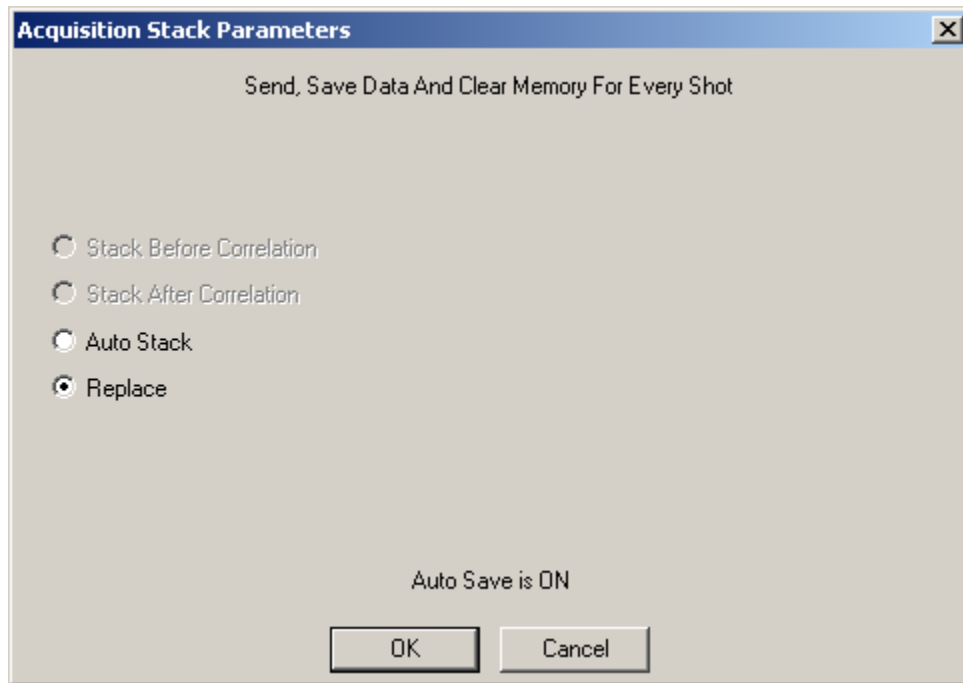 Acquisition Stack Parameters
Send, Save Data And Clear Memory For Every Shot
Stack Before Correlation
Stack After Correlation
Auto Stack
Replace
Auto Save is ON
OK Cancel